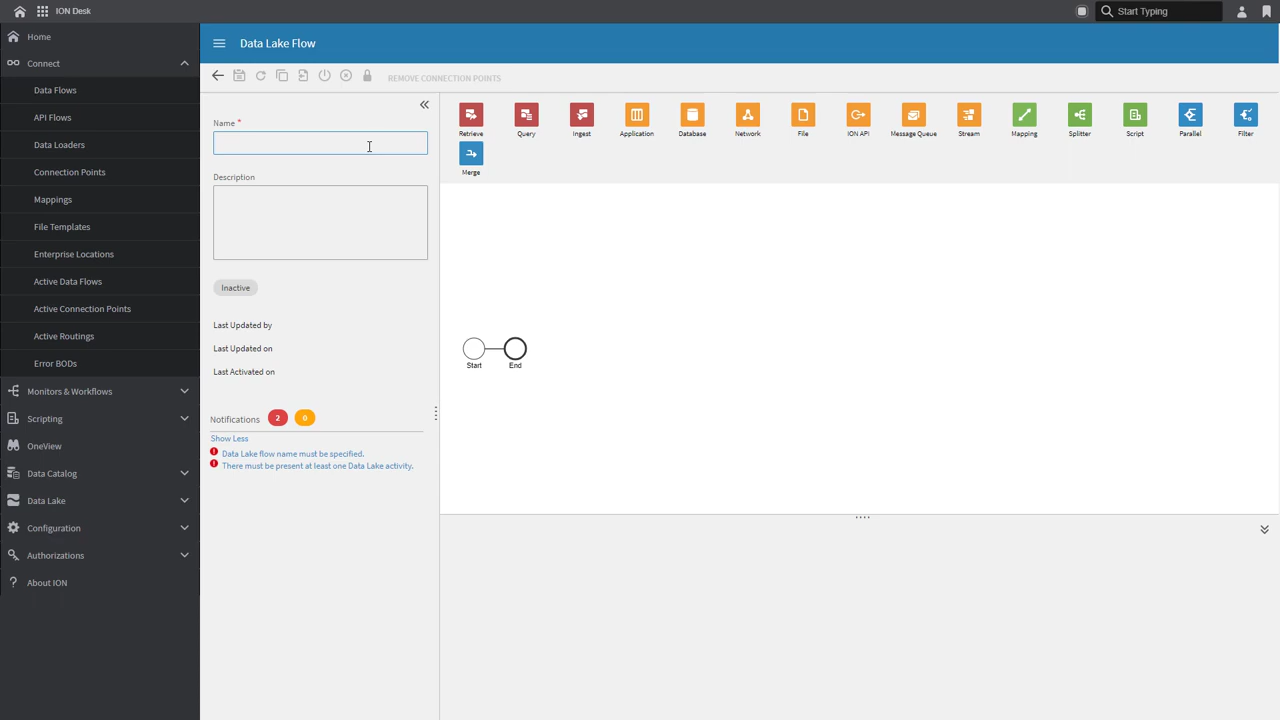 ION Desk
Start Typing
Home
Connect
Data Flows
API Flows
Data Loaders
Connection Points
Mappings
File Templates
Enterprise Locations
Active Data Flows
Active Connection Points
Active Routings
Error BODs
Monitors & Workflows
Scripting
OneView
Data Catalog
Data Lake
Configuration
Authorizations
? About ION
Data Lake Flow
REMOVE CONNECTION POINTS
Name *
Description
Inactive
Last Updated by
Last Updated on
Last Activated on
Notifications 2 0
Show Less
! Data Lake flow name must be specified.
! There must be present at least one Data Lake activity.
Retrieve Query Ingest Application Database Network File ION API Message Queue Stream Mapping Splitter Script Parallel Filter
Merge
Start End